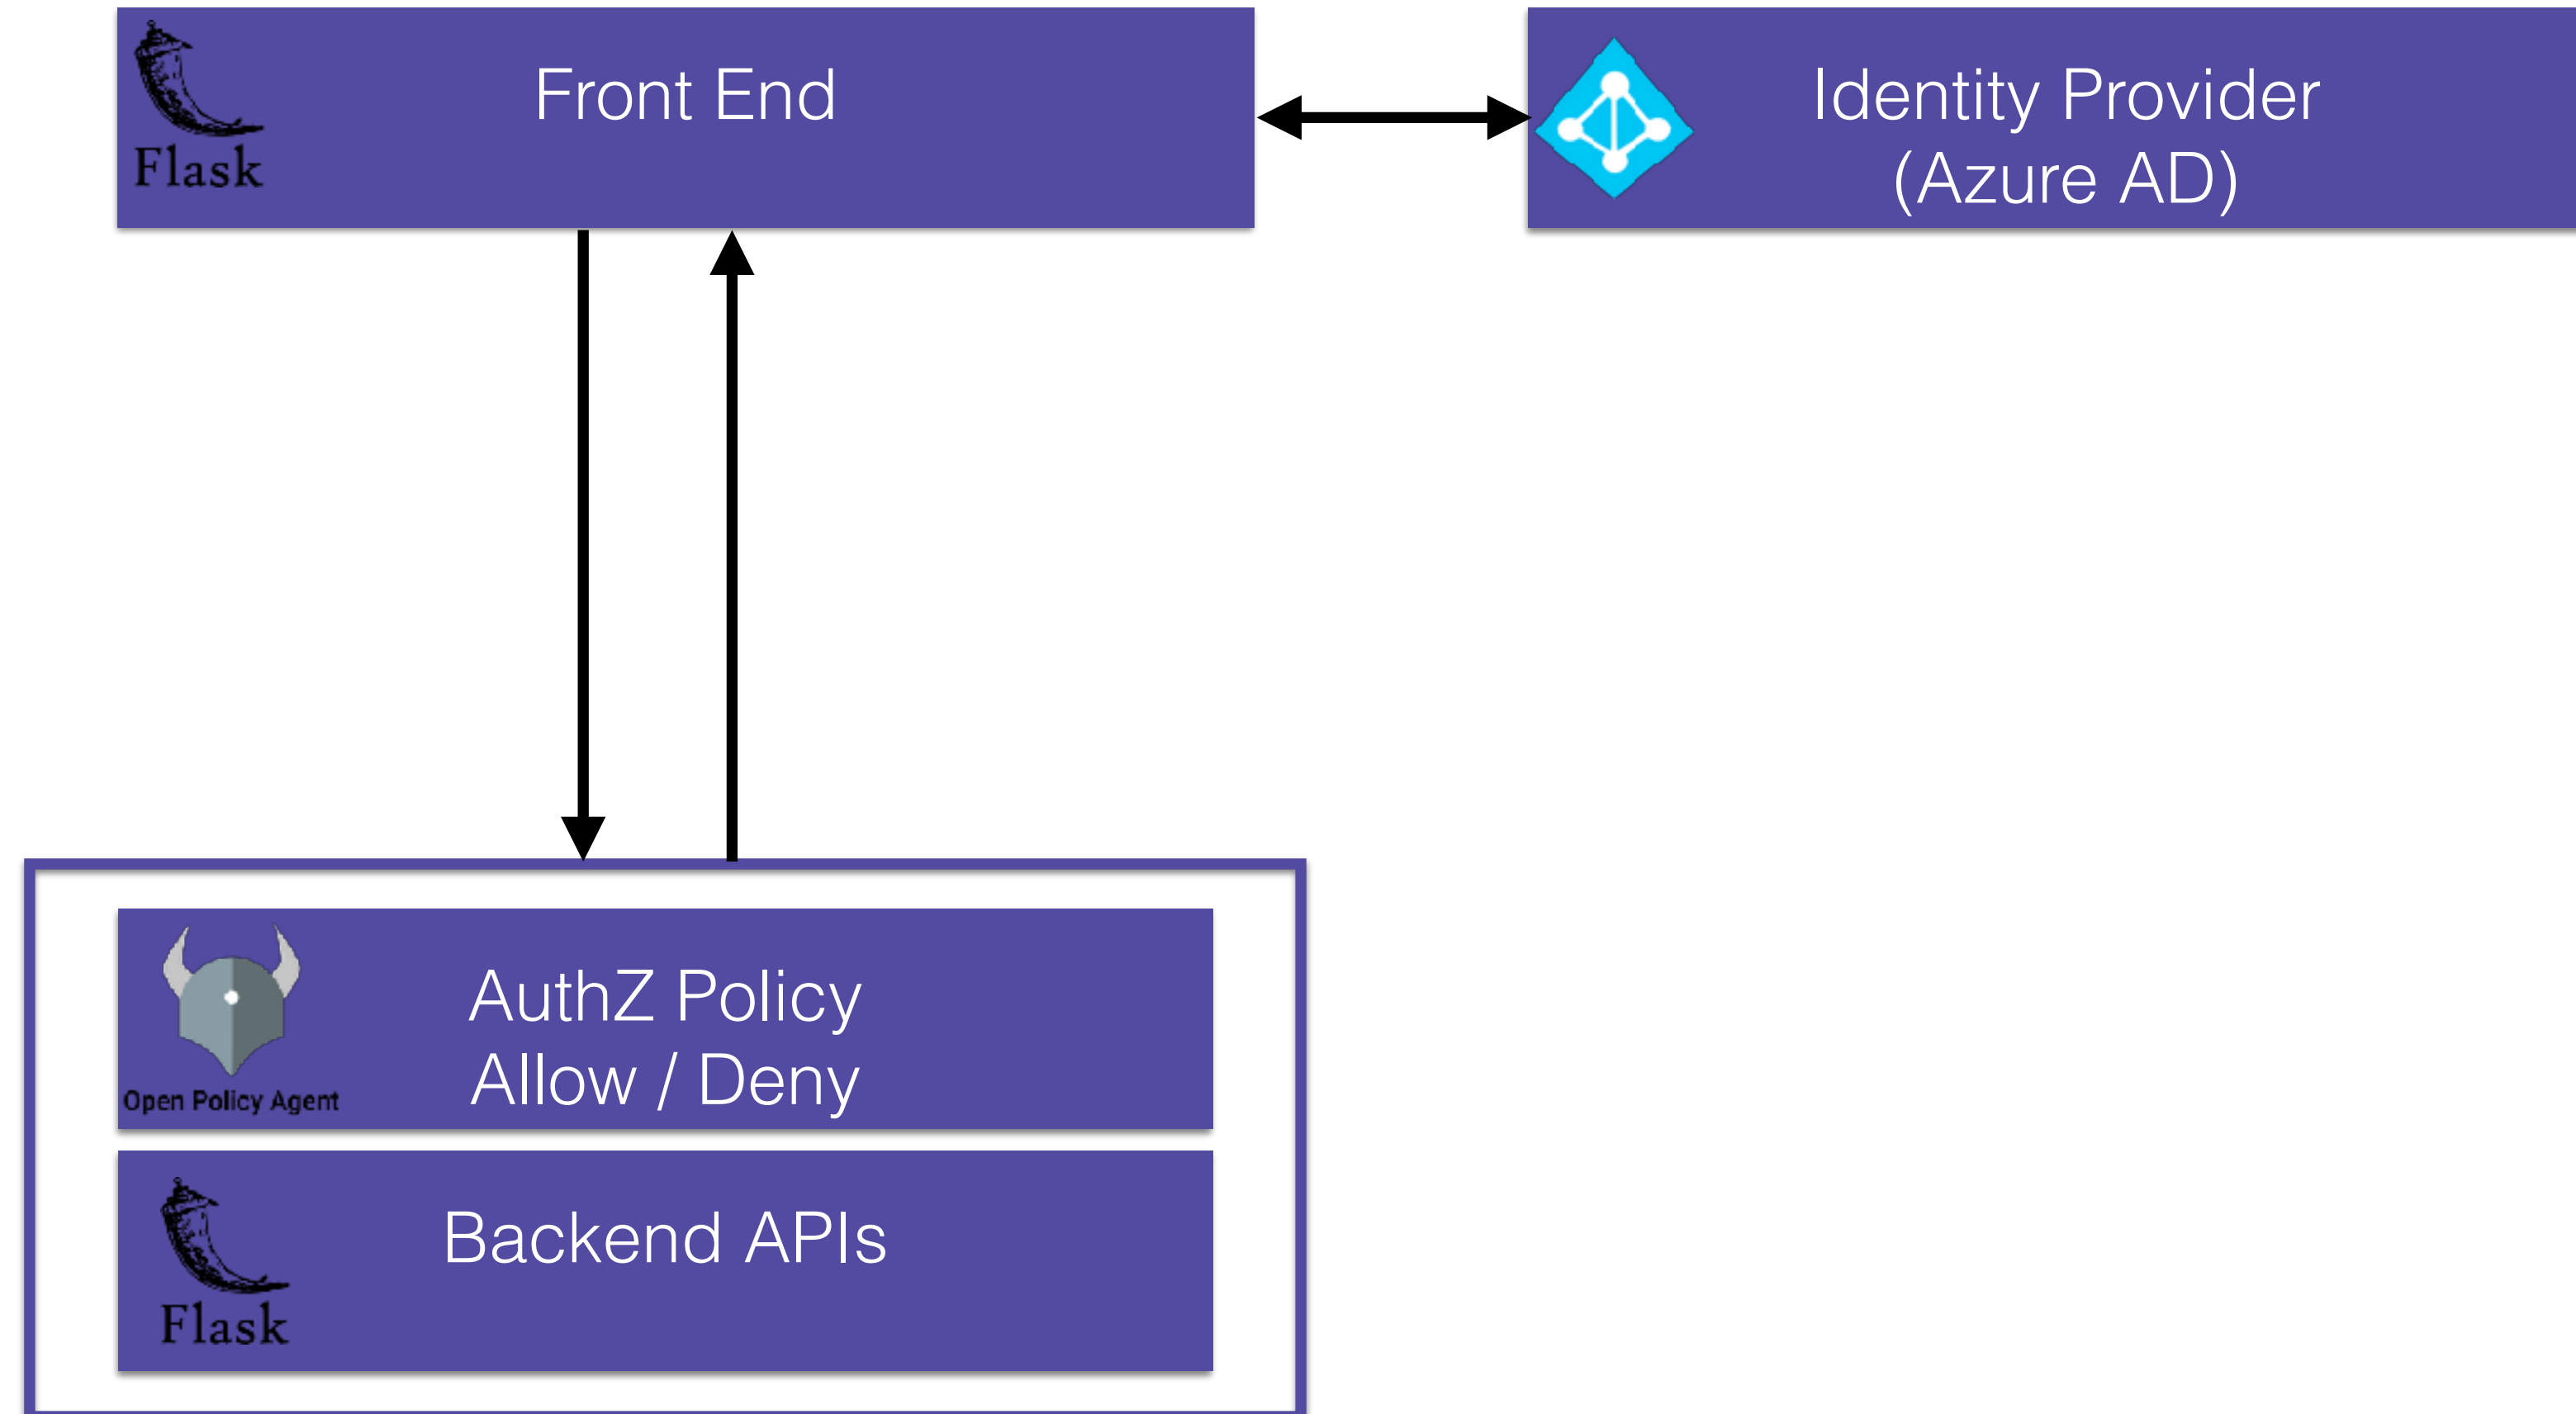 Flask
Front End
Identity Provider
(Azure AD)
Open Policy Agent
AuthZ Policy
Allow / Deny
Flask
Backend APIs